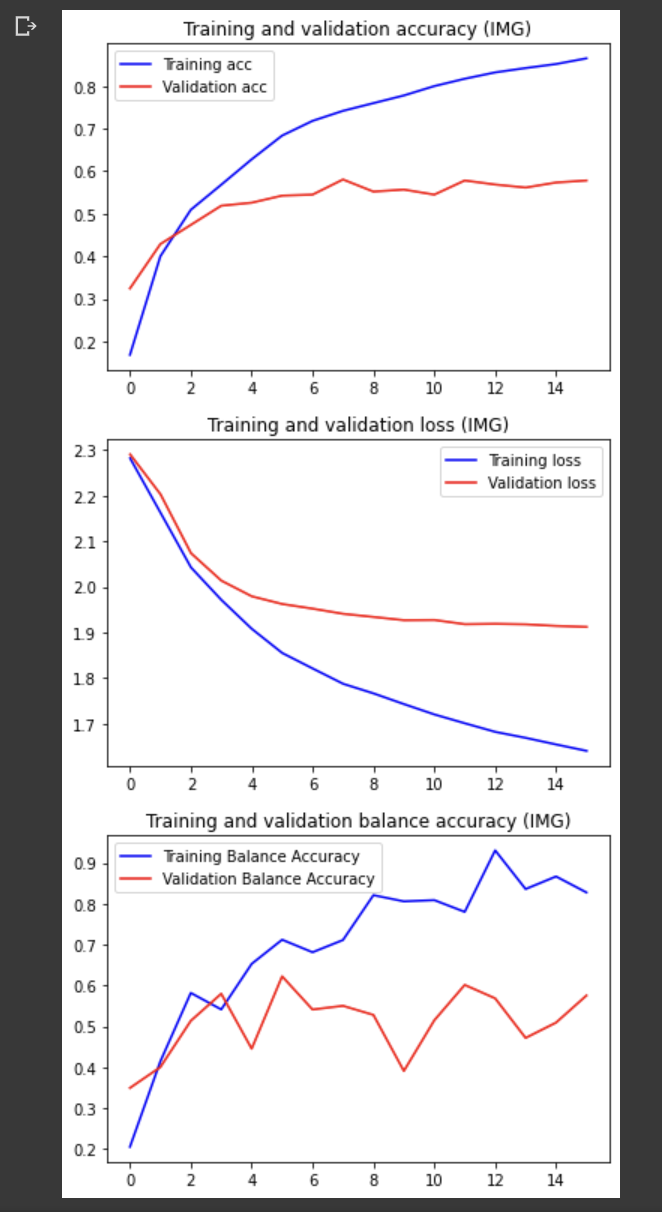 Training and validation accuracy (IMG)
Training acc
Validation acc
0.8
0.7
0.6
0.5
0.4
0.3
0.2
0 2 4 6 8 10 12 14
Training and validation loss (IMG)
2.3
Training loss
Validation loss
2.2
2.1
2.0
1.9
1.8
1.7
0 2 4 6 8 10 12 14
Training and validation balance accuracy (IMG)
Training Balance Accuracy
Validation Balance Accuracy
0.9
0.8
0.7
0.6
0.5
0.4
0.3
0.2
0 2 4 6 8 10 12 14